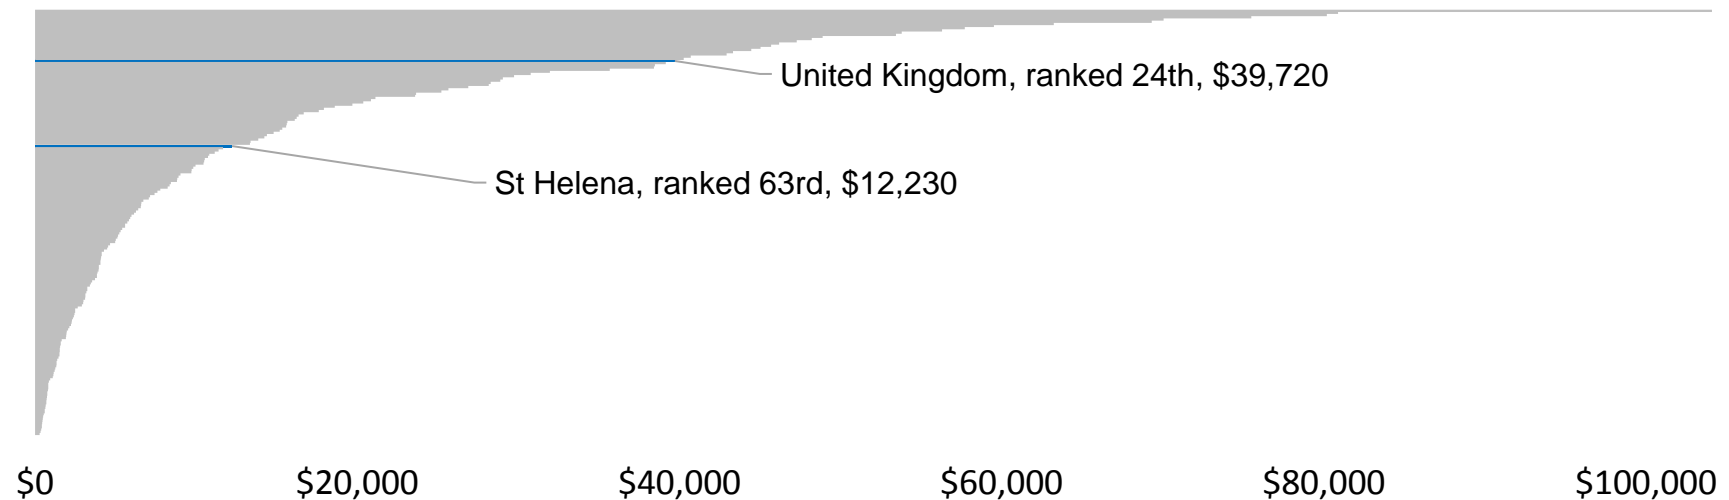 United Kingdom, ranked 24th, $39,720
St Helena, ranked 63rd, $12,230
$0 $20,000 $40,000 $60,000 $80,000 $100,000